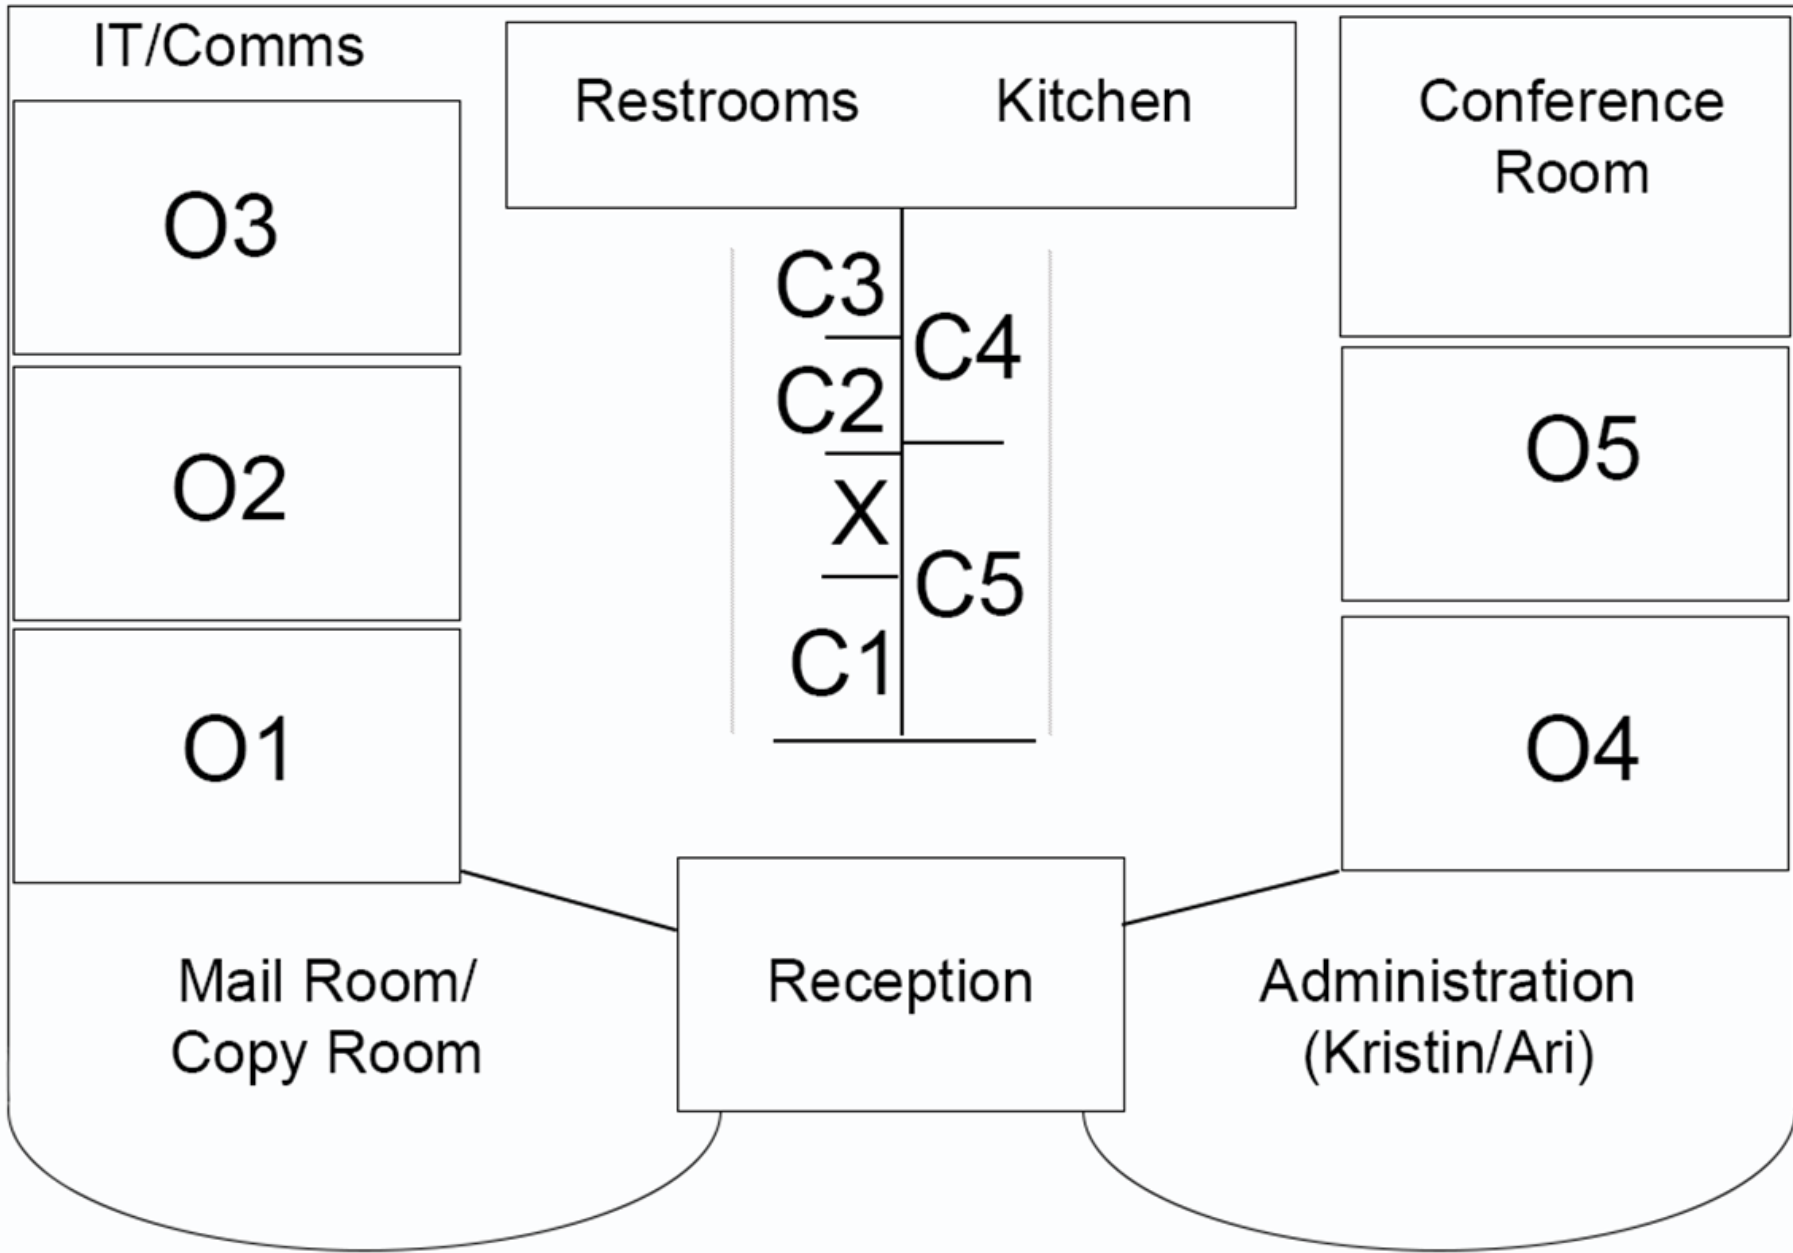 IT/Comms
Restrooms
Kitchen
Conference
Room
O3
C3
C4
C2
O2
O5
X
C5
C1
O1
O4
Mail Room/
Copy Room
Reception
Administration
(Kristin/Ari)